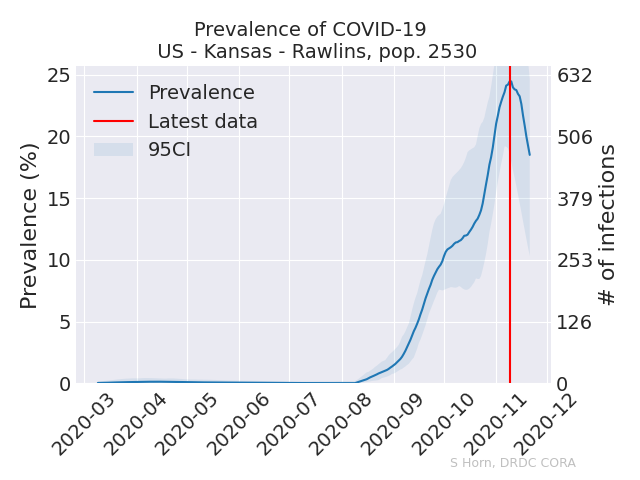 Prevalence of COVID-19
US - Kansas - Rawlins, pop. 2530
Prevalence (%)
25
20
15
10
5
0
Prevalence
Latest data
95CI
632
506
379
253
126
0
# of infections
2020-03
2020-04
2020-05
2020-06
2020-07
2020-08
2020-09
2020-10
2020-11
2020-12
S Horn, DRDC CORA